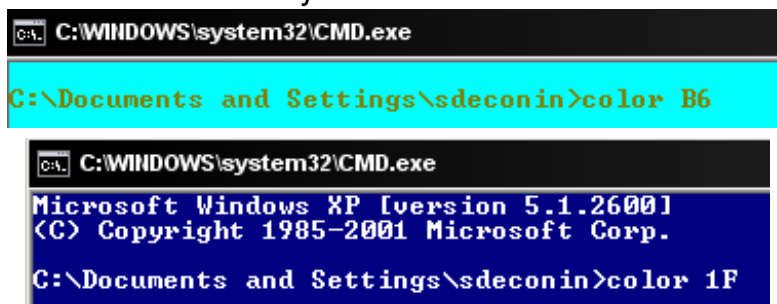 C:\WINDOWS\system32\CMD.exe
C:\Documents and Settings\sdeconin>color B6
C:\WINDOWS\system32\CMD.exe
Microsoft Windows XP [version 5.1.2600]
(C) Copyright 1985-2001 Microsoft Corp.
C:\Documents and Settings\sdeconin>color 1F